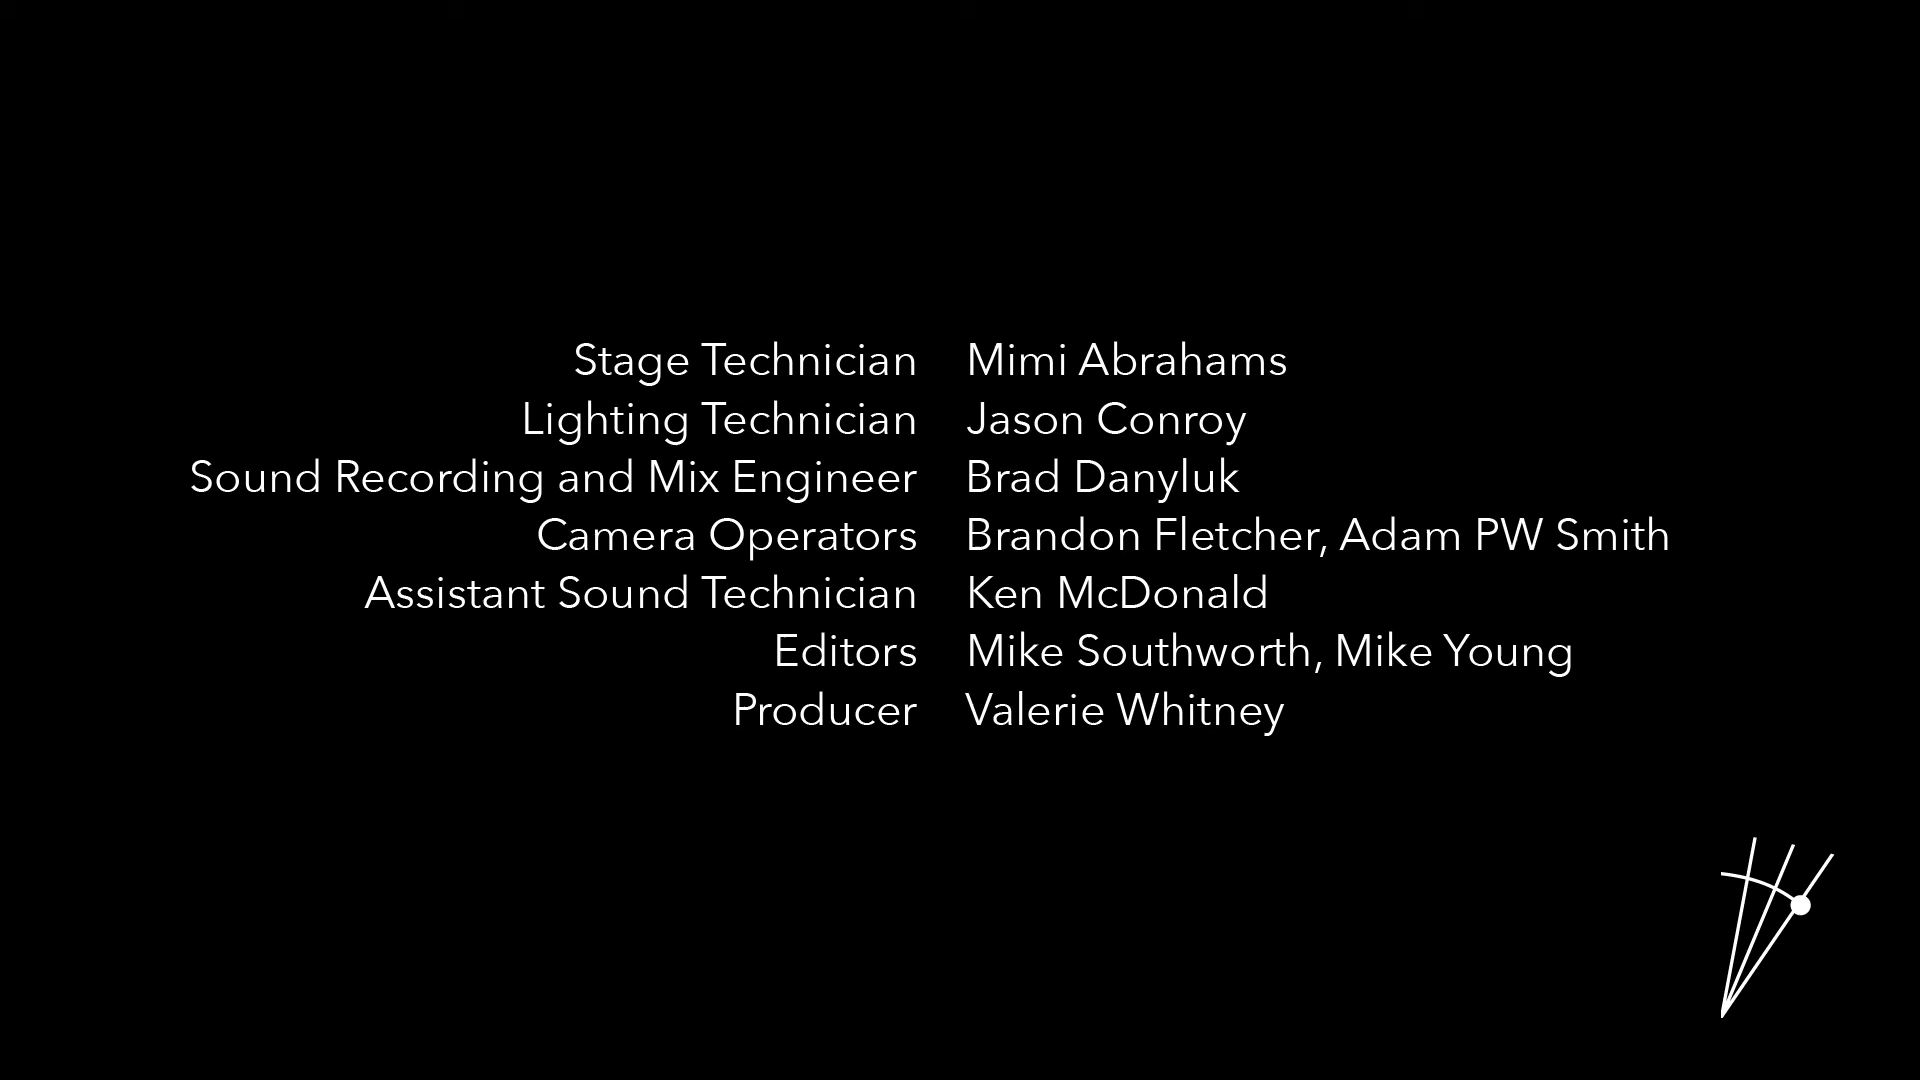 Stage Technician Mimi Abrahams
Lighting Technician Jason Conroy
Sound Recording and Mix Engineer Brad Danyluk
Camera Operators Brandon Fletcher, Adam PW Smith
Assistant Sound Technician Ken McDonald
Editors Mike Southworth, Mike Young
Producer Valerie Whitney